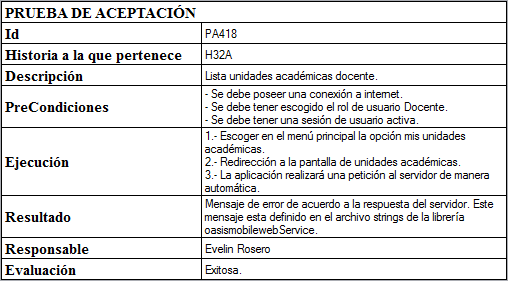 PRUEBA DE ACEPTACIÓN
Id PA418
Historia a la que pertenece H32A
Descripción Lista unidades académicas docente.
PreCondiciones
- Se debe poseer una conexión a internet.
- Se debe tener escogido el rol de usuario Docente.
- Se debe tener una sesión de usuario activa.
Ejecución
1.- Escoger en el menú principal la opción mis unidades
académicas.
2.- Redirección a la pantalla de unidades académicas.
3.- La aplicación realizará una petición al servidor de manera
automática.
Resultado
Mensaje de error de acuerdo a la respuesta del servidor. Este
mensaje esta definido en el archivo strings de la librería
oasismobilewebService.
Responsable Evelin Rosero
Evaluación Exitosa.